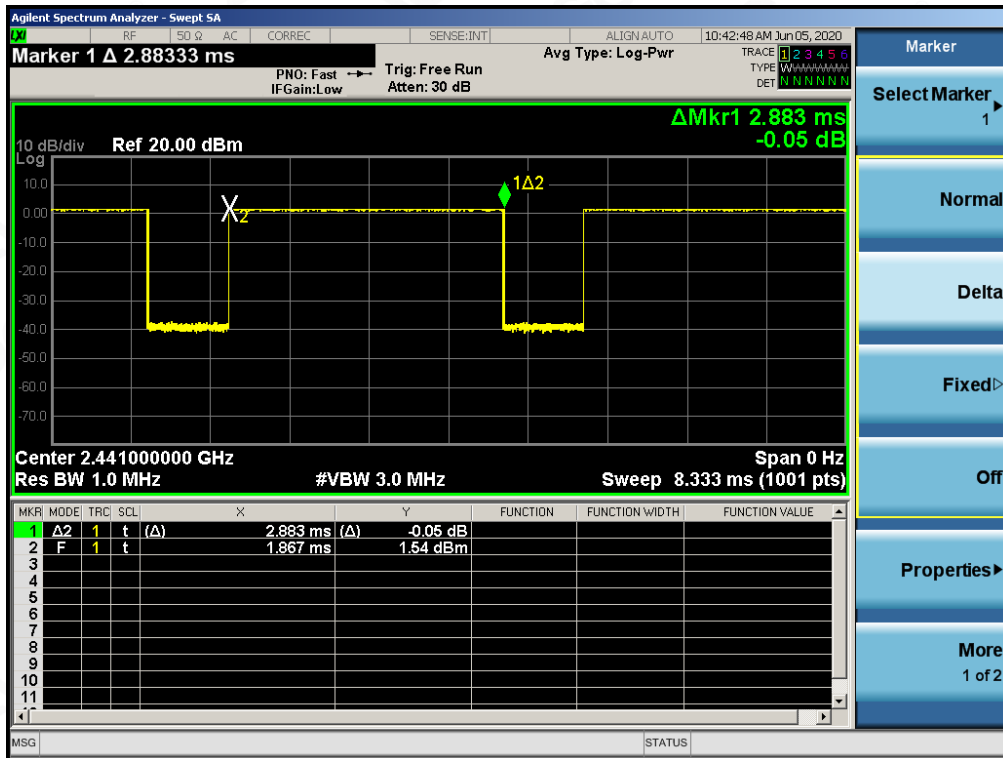 Agilent Spectrum Analyzer - Swept SA
LXI RF 50 Ω AC CORREC SENSE:INT ALIGN AUTO 10:42:48 AM Jun 05, 2020
Marker 1 Δ 2.88333 ms
PNO: Fast
IFGain:Low
Trig: Free Run
Atten: 30 dB
Avg Type: Log-Pwr
TRACE 1 2 3 4 5 6
TYPE W
DET N N N N N N
ΔMkr1 2.883 ms
-0.05 dB
10 dB/div Ref 20.00 dBm
Log
10.0
0.00
-10.0
-20.0
-30.0
-40.0
-50.0
-60.0
-70.0
1Δ2
X2
Center 2.441000000 GHz Span 0 Hz
Res BW 1.0 MHz #VBW 3.0 MHz Sweep 8.333 ms (1001 pts)
MKR MODE TRC SCL X Y FUNCTION FUNCTION WIDTH FUNCTION VALUE
1 Δ2 1 t (Δ) 2.883 ms (Δ) -0.05 dB
2 F 1 t 1.867 ms 1.54 dBm
3
4
5
6
7
8
9
10
11
MSG STATUS
Marker
Select Marker
1
Normal
Delta
Fixed
Off
Properties
More
1 of 2